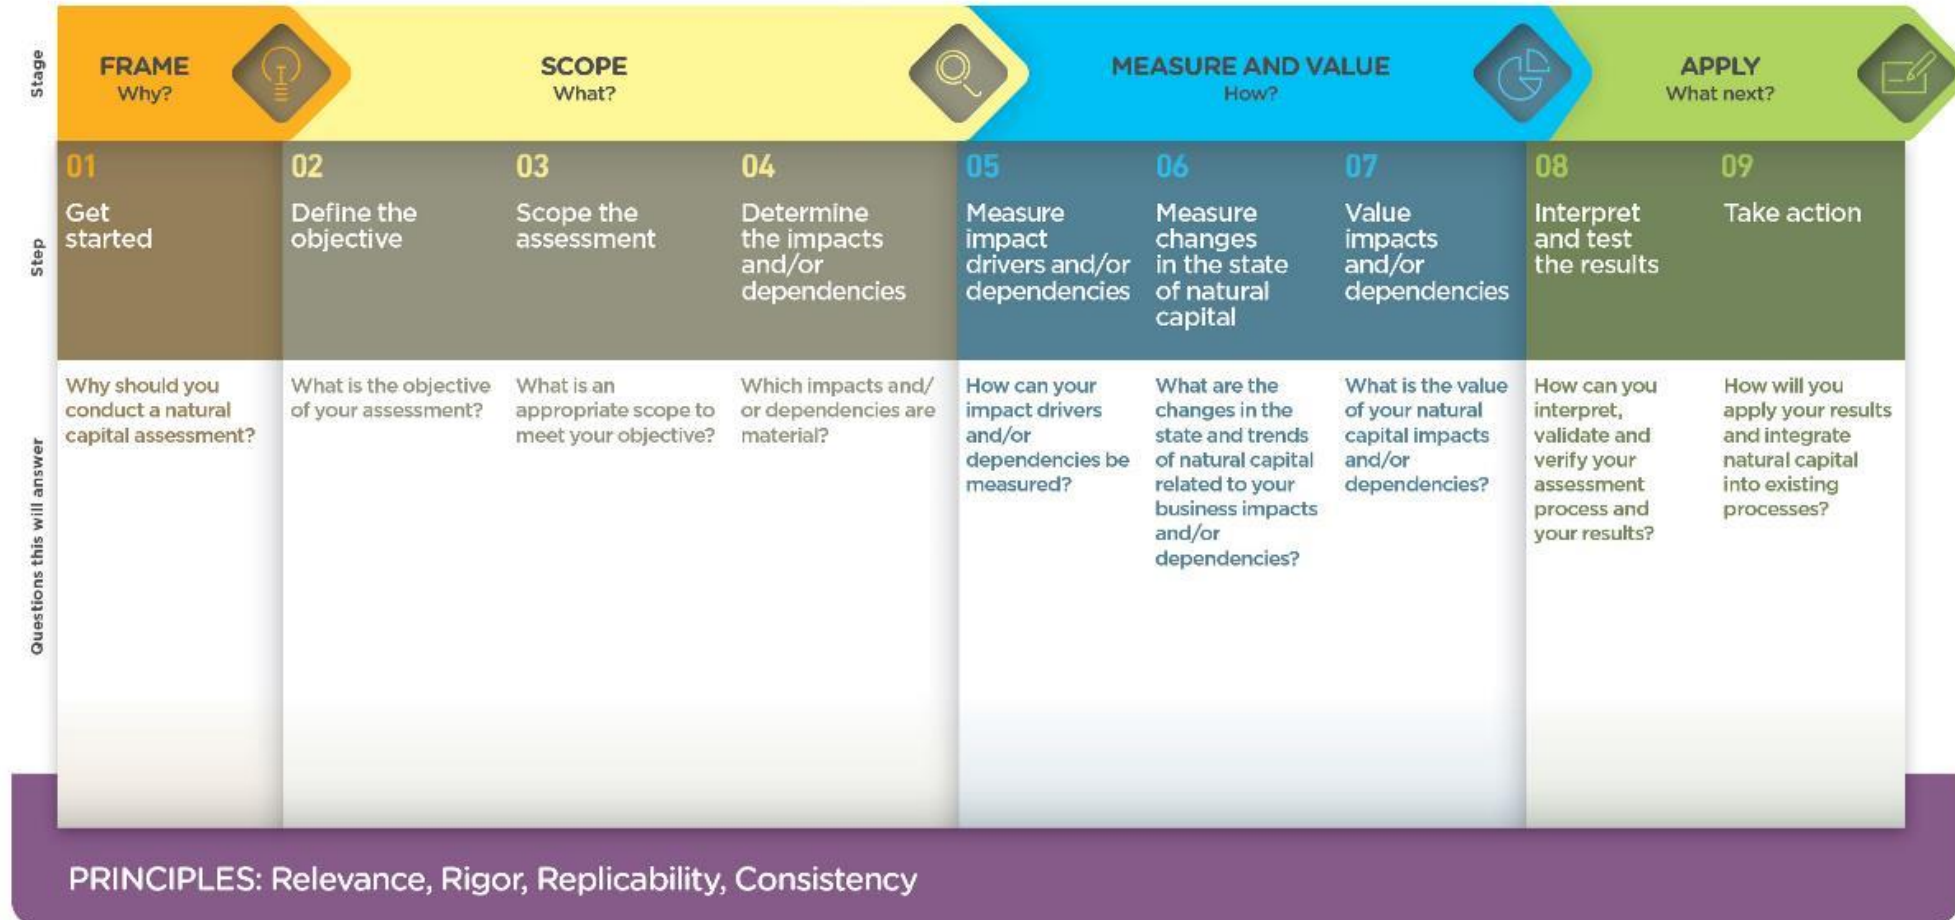 Stage
FRAME
Why?
SCOPE
What?
MEASURE AND VALUE
How?
APPLY
What next?
Step
01
Get
started
02
Define the
objective
03
Scope the
assessment
04
Determine
the impacts
and/or
dependencies
05
Measure
impact
drivers and/or
dependencies
06
Measure
changes
in the state
of natural
capital
07
Value
impacts
and/or
dependencies
08
Interpret
and test
the results
09
Take action
Questions this will answer
Why should you
conduct a natural
capital assessment?
What is the objective
of your assessment?
What is an
appropriate scope to
meet your objective?
Which impacts and/
or dependencies are
material?
How can your
impact drivers
and/or
dependencies be
measured?
What are the
changes in the
state and trends
of natural capital
related to your
business impacts
and/or
dependencies?
What is the value
of your natural
capital impacts
and/or
dependencies?
How can you
interpret,
validate and
verify your
assessment
process and
your results?
How will you
apply your results
and integrate
natural capital
into existing
processes?
PRINCIPLES: Relevance, Rigor, Replicability, Consistency